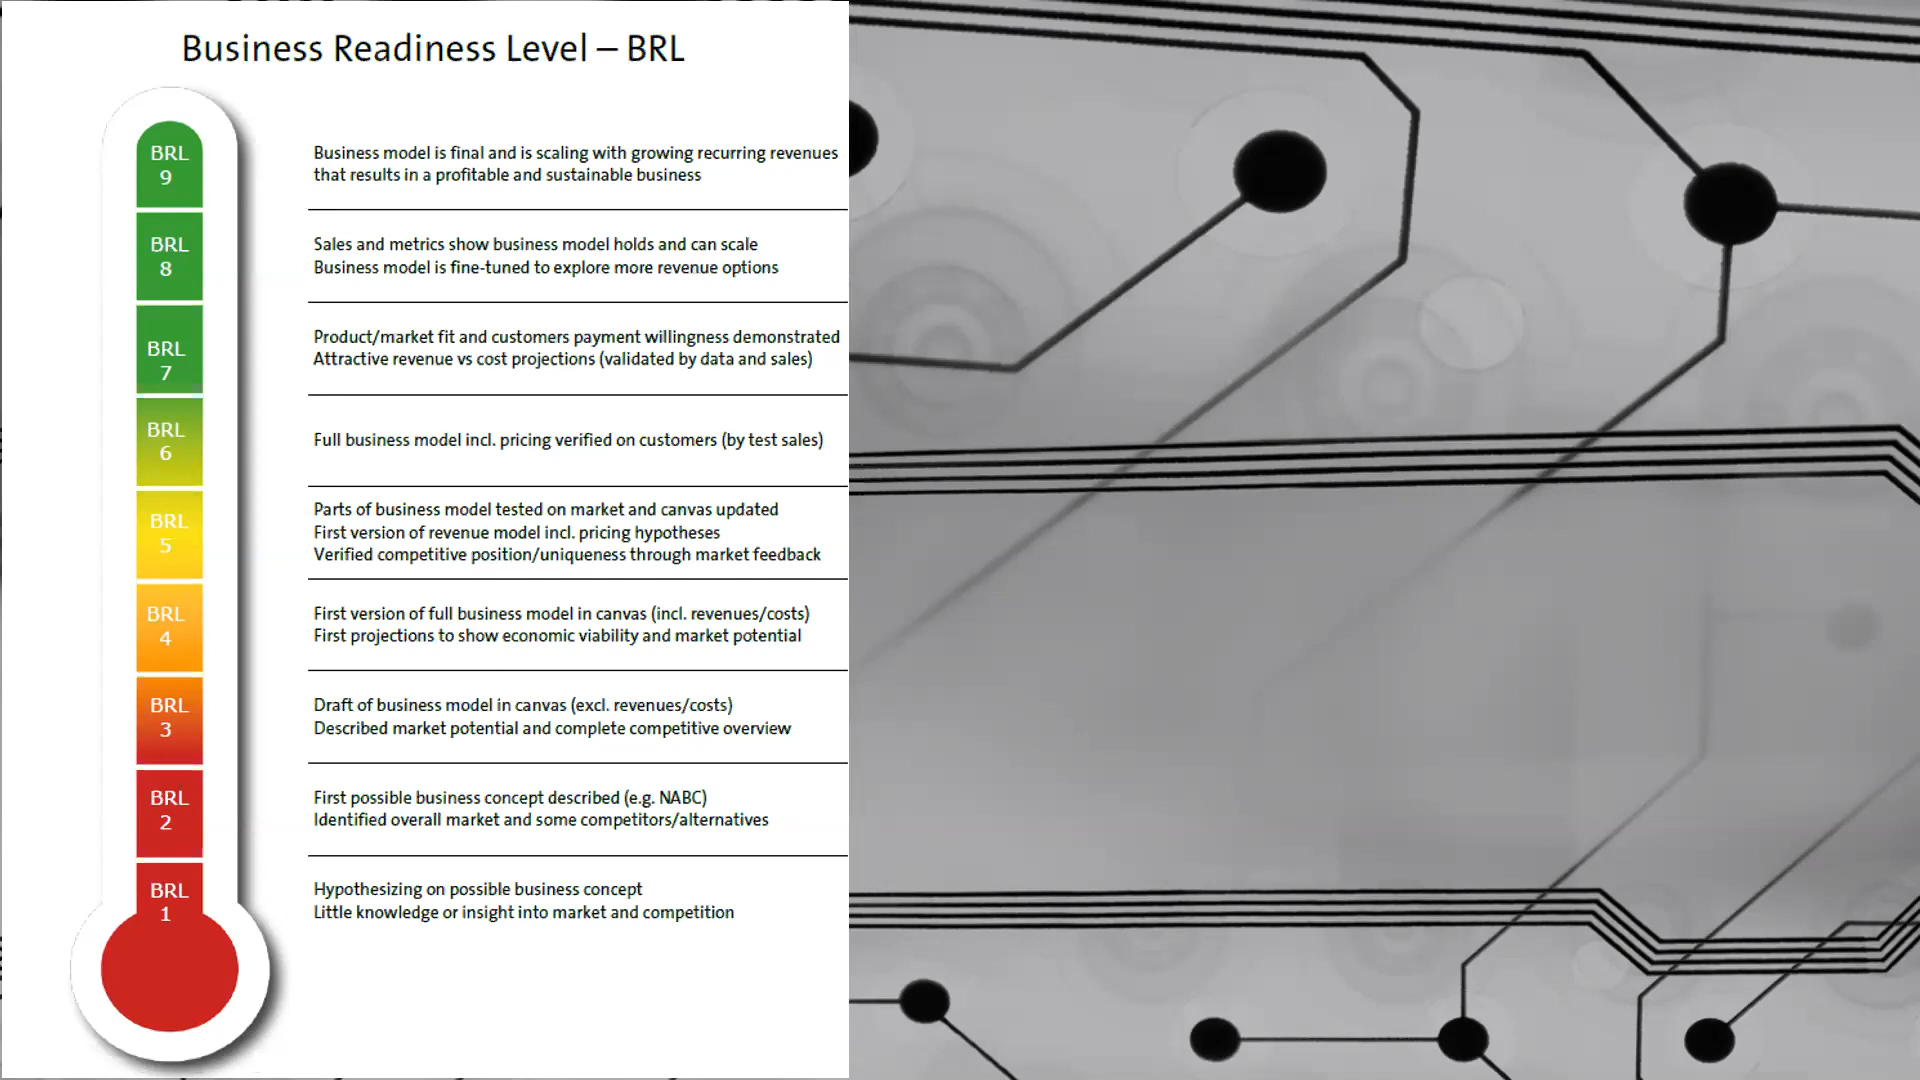 Business Readiness Level – BRL
BRL
9
Business model is final and is scaling with growing recurring revenues
that results in a profitable and sustainable business
BRL
8
Sales and metrics show business model holds and can scale
Business model is fine-tuned to explore more revenue options
BRL
7
Product/market fit and customers payment willingness demonstrated
Attractive revenue vs cost projections (validated by data and sales)
BRL
6
Full business model incl. pricing verified on customers (by test sales)
BRL
5
Parts of business model tested on market and canvas updated
First version of revenue model incl. pricing hypotheses
Verified competitive position/uniqueness through market feedback
BRL
4
First version of full business model in canvas (incl. revenues/costs)
First projections to show economic viability and market potential
BRL
3
Draft of business model in canvas (excl. revenues/costs)
Described market potential and complete competitive overview
BRL
2
First possible business concept described (e.g. NABC)
Identified overall market and some competitors/alternatives
BRL
1
Hypothesizing on possible business concept
Little knowledge or insight into market and competition